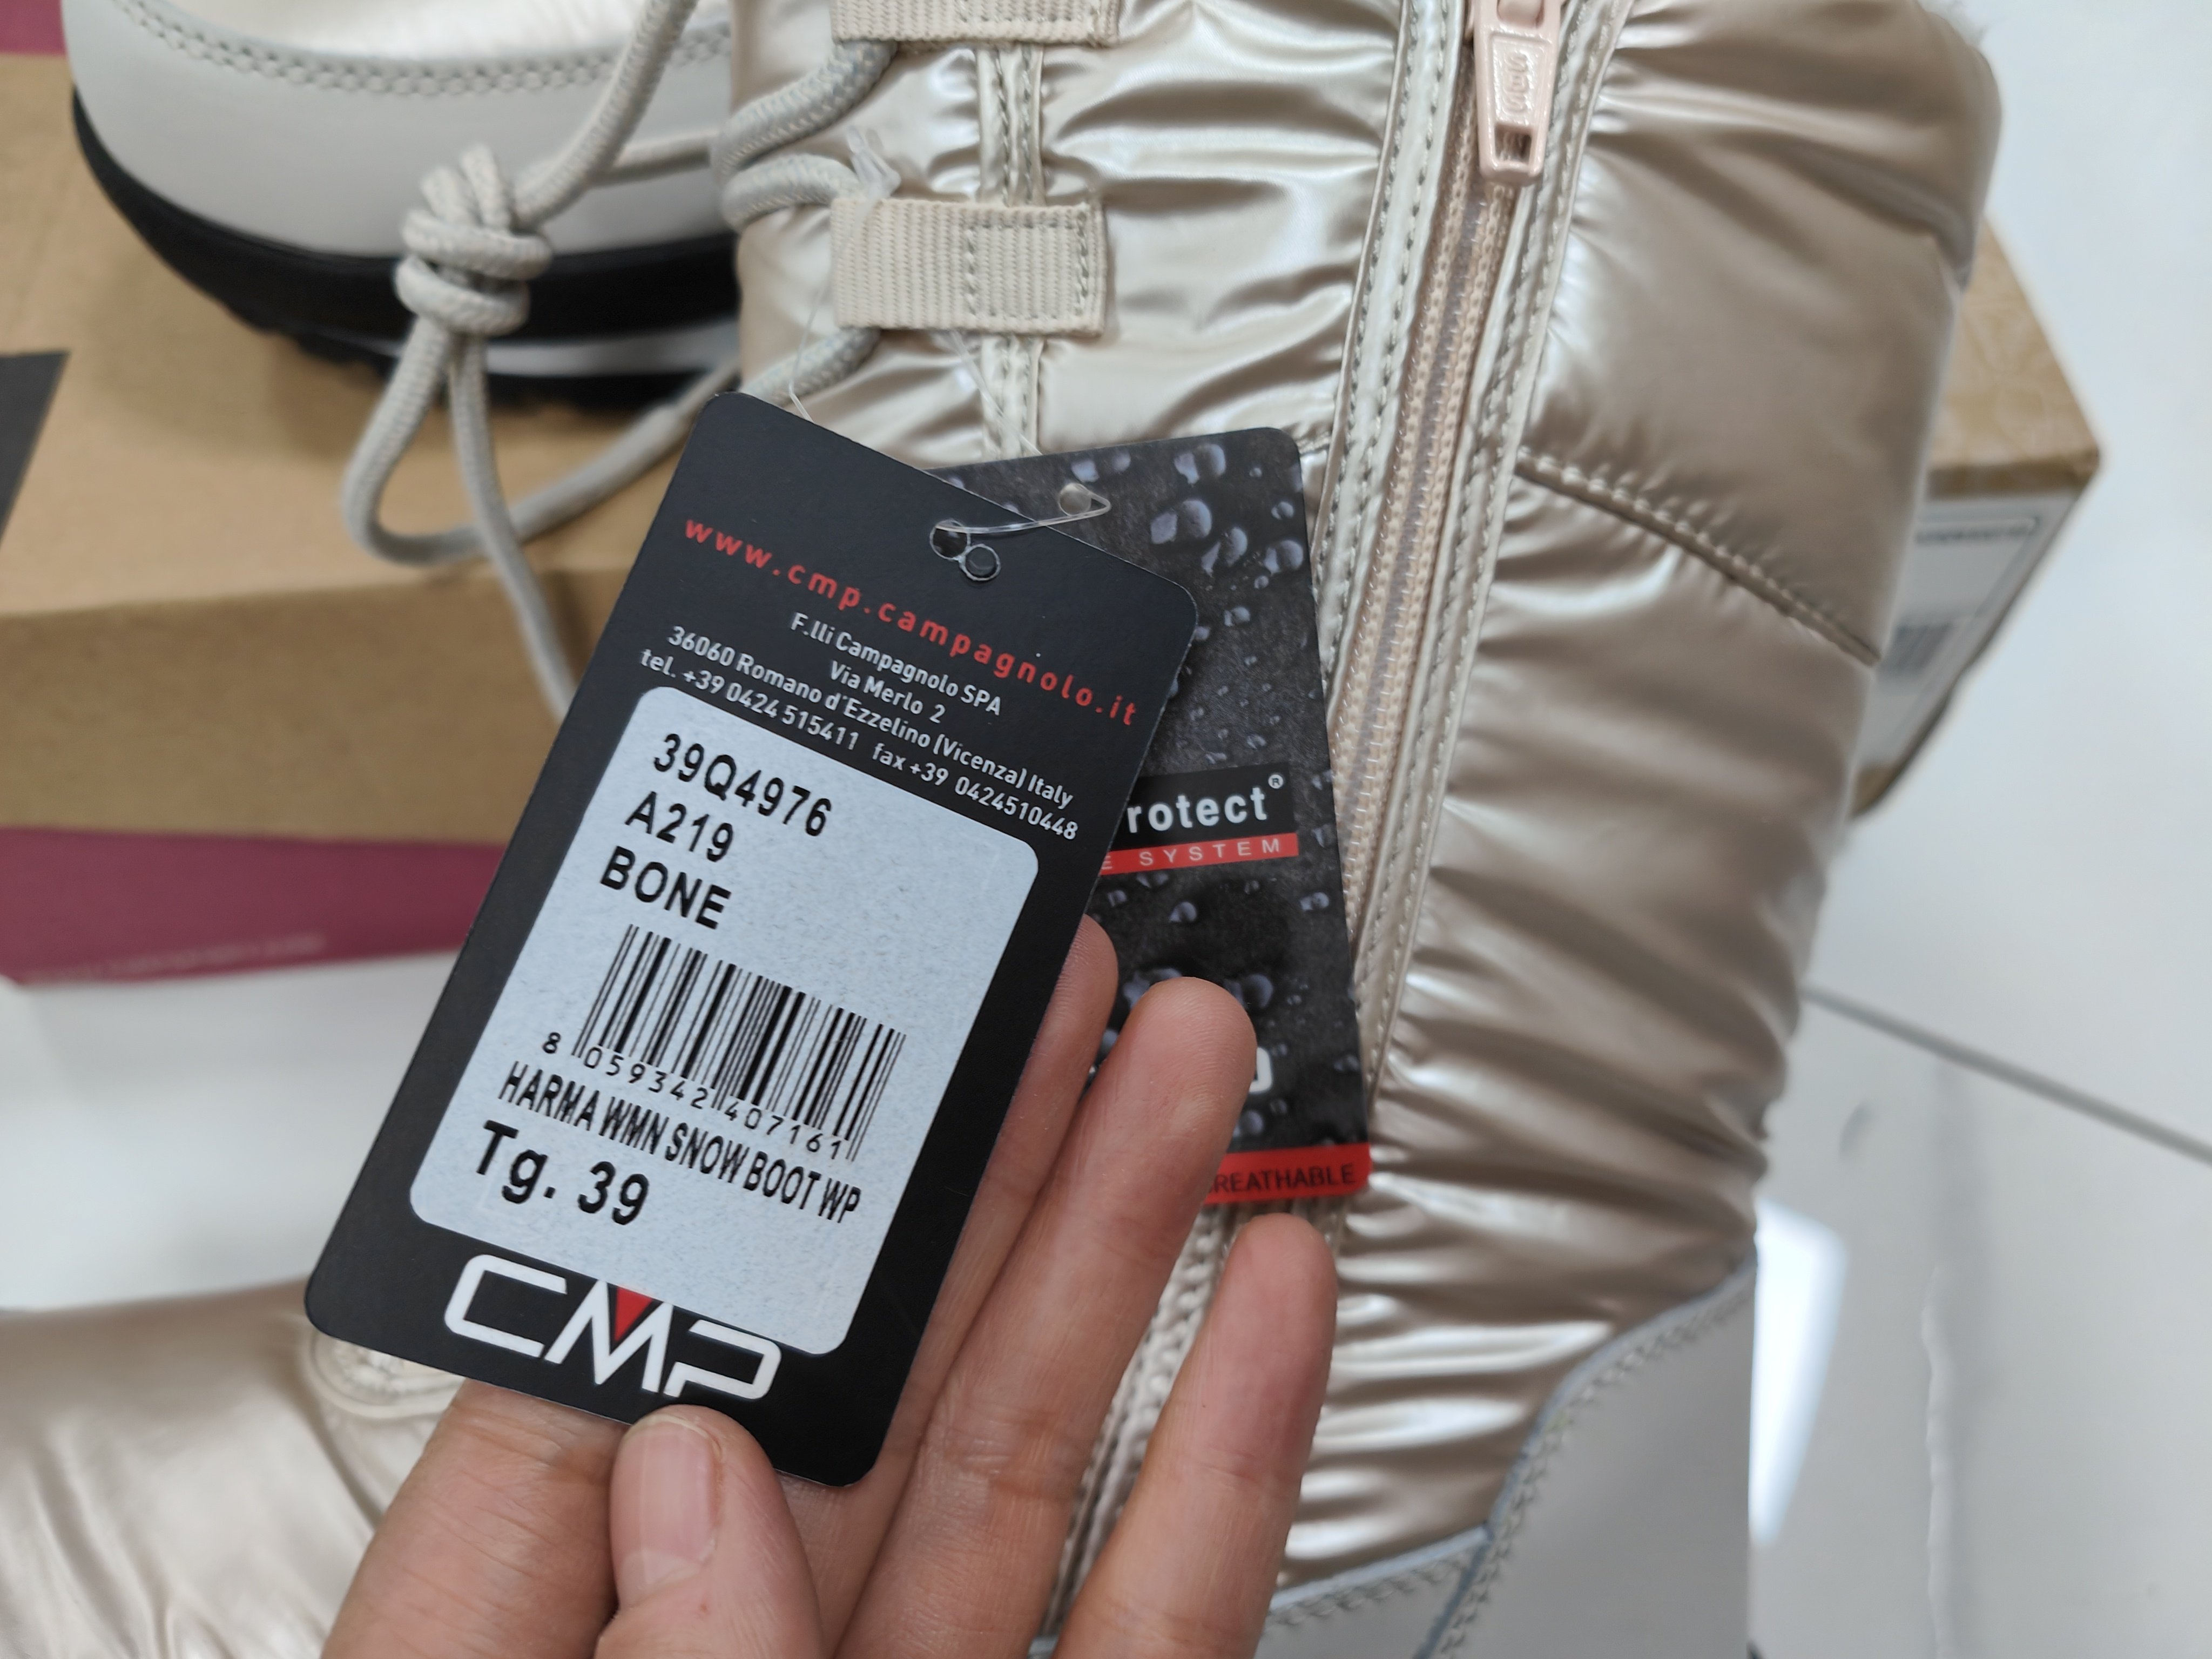 SBS
www.cmp.campagnolo.it
F.lli Campagnolo SPA
Via Merlo 2
36060 Romano d'Ezzelino (Vicenza) Italy
tel. +39 0424 515411 fax +39 0424510448
39Q4976
A219
BONE
8 059342 407161
HARMA WMN SNOW BOOT WP
Tg. 39
CMP
rotect®
E SYSTEM
REATHABLE